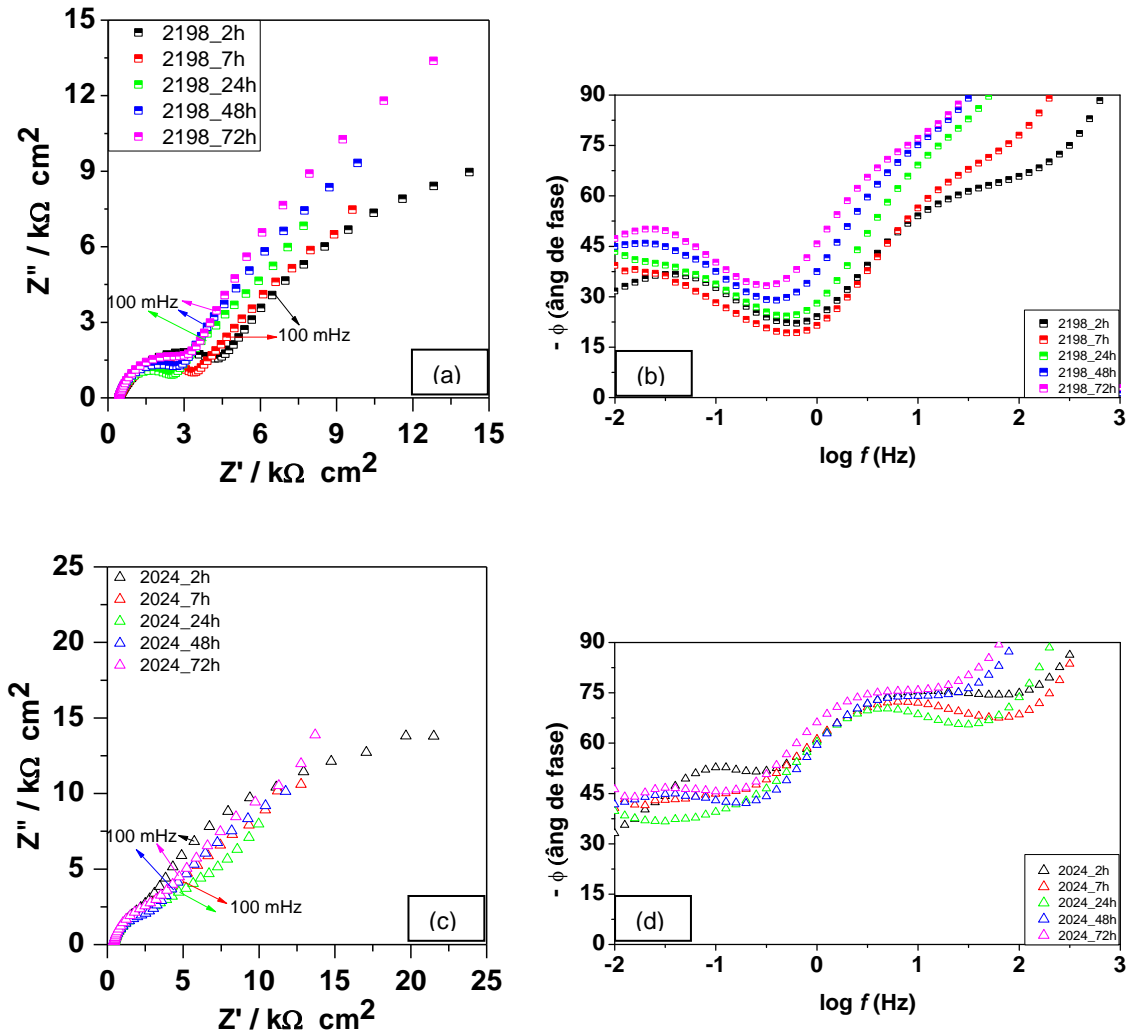 15
12
9
6
3
0
0
3
6
9
12
15
Z'' / kΩ cm2
Z' / kΩ cm2
2198_2h
2198_7h
2198_24h
2198_48h
2198_72h
100 mHz
100 mHz
(a)
90
75
60
45
30
15
0
-2
-1
0
1
2
3
- ϕ (âng de fase)
log f (Hz)
(b)
2198_2h
2198_7h
2198_24h
2198_48h
2198_72h
25
20
15
10
5
0
0
5
10
15
20
25
Z'' / kΩ cm2
Z' / kΩ cm2
2024_2h
2024_7h
2024_24h
2024_48h
2024_72h
100 mHz
100 mHz
(c)
90
75
60
45
30
15
0
-2
-1
0
1
2
3
- ϕ (âng de fase)
log f (Hz)
(d)
2024_2h
2024_7h
2024_24h
2024_48h
2024_72h